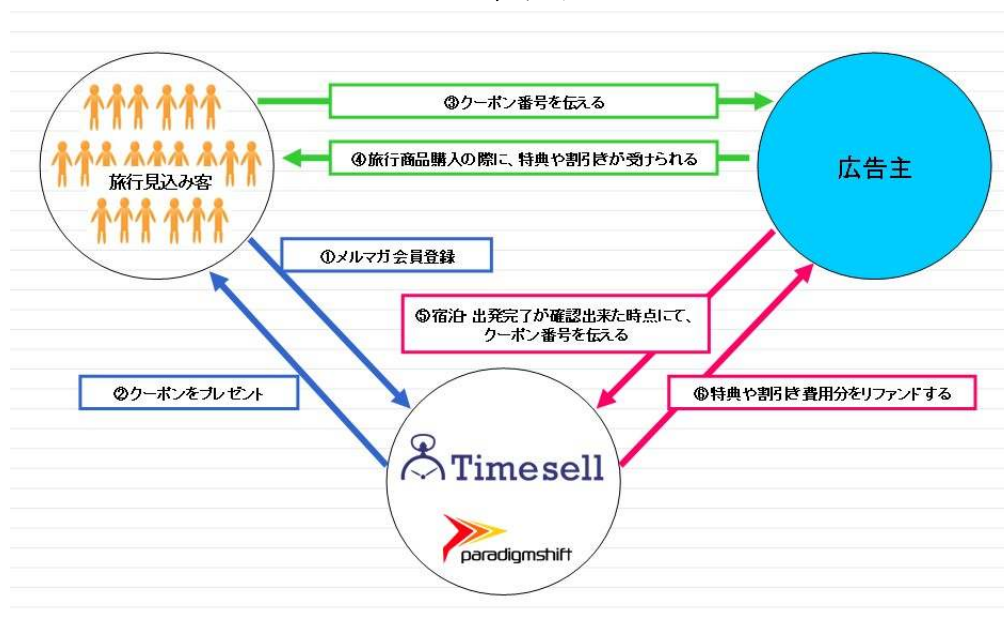 ③クーポン番号を伝える
④旅行商品購入の際に、特典や割引きが受けられる
旅行見込み客
広告主
①メルマガ会員登録
⑤宿泊・出発完了が確認出来た時点にて、
クーポン番号を伝える
②クーポンをプレゼント
⑥特典や割引き費用分をリファンドする
Timesell
paradigmshift